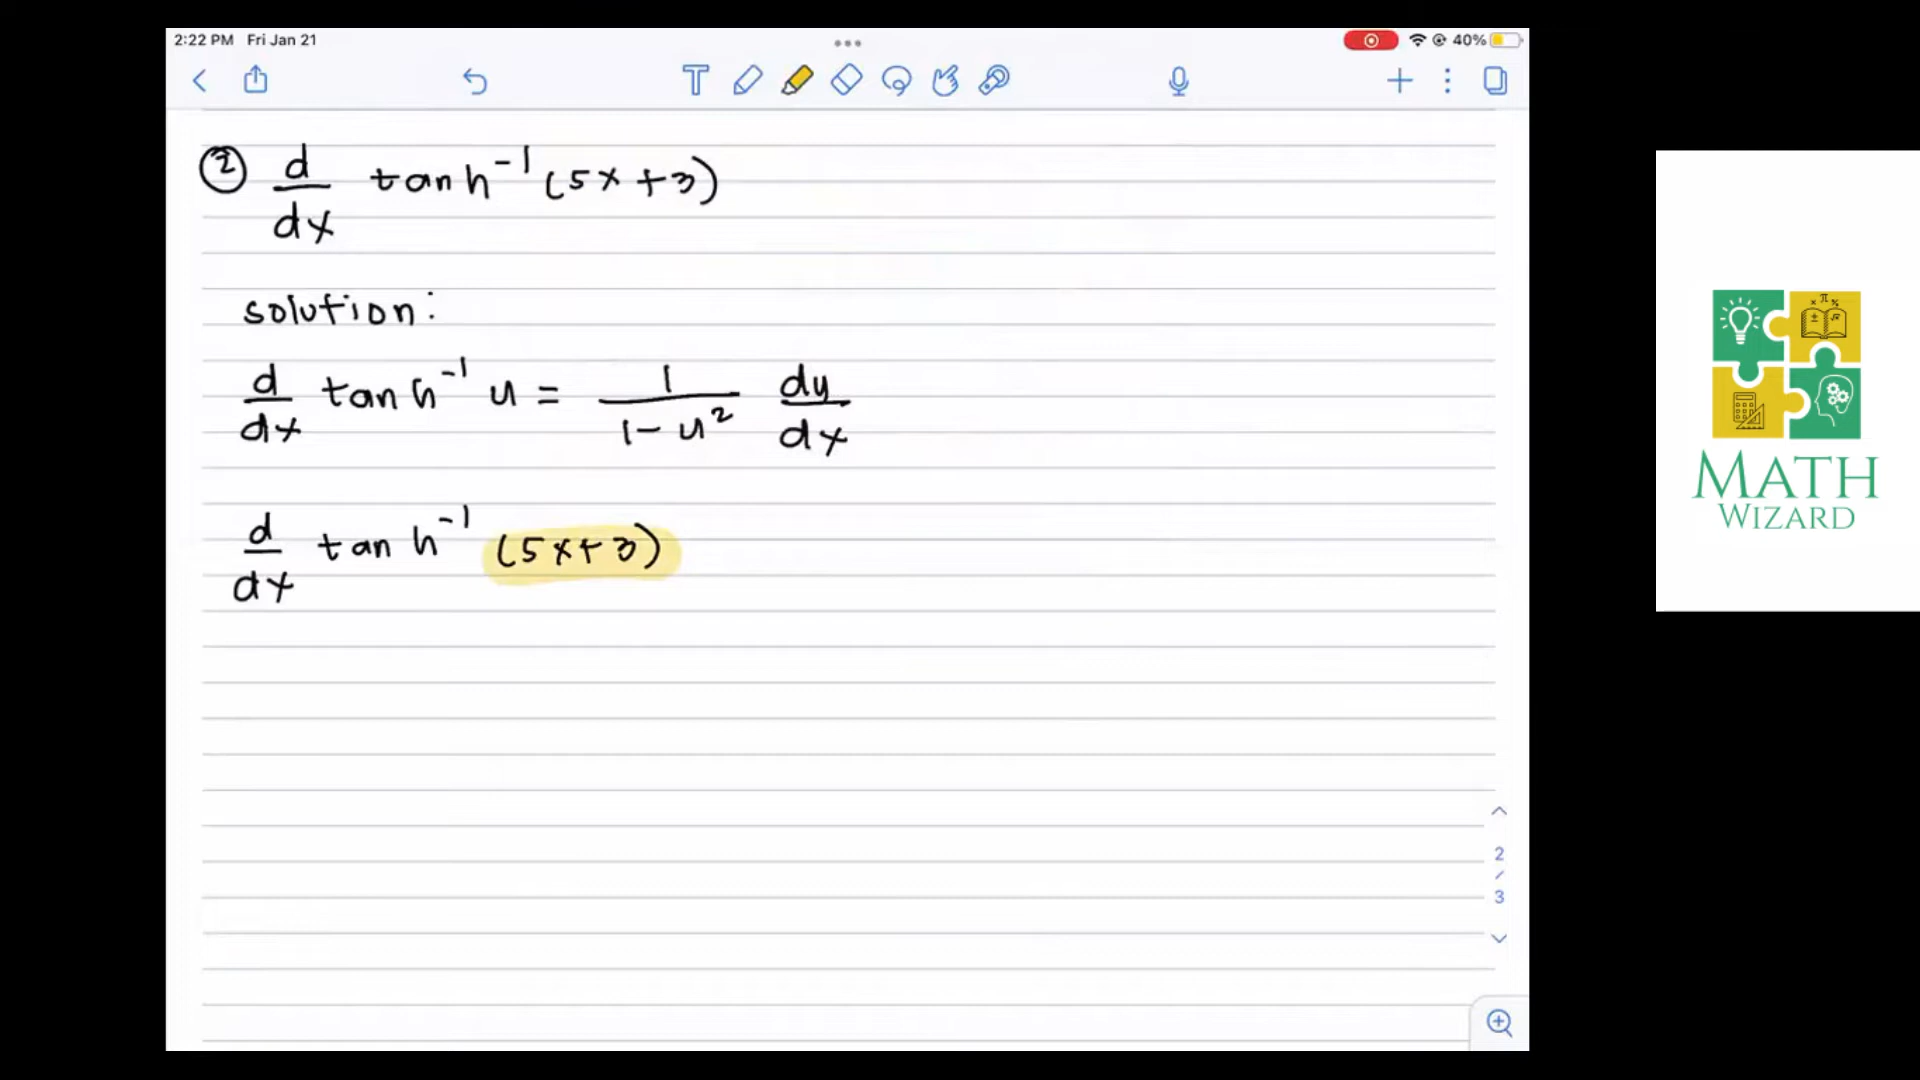 2:22 PM Fri Jan 21
40%
② d/dx tanh⁻¹ (5x+3)
solution:
d/dx tanh⁻¹ u = 1/(1-u²) du/dx
d/dx tanh⁻¹ (5x+3)
2
/
3
MATH
WIZARD